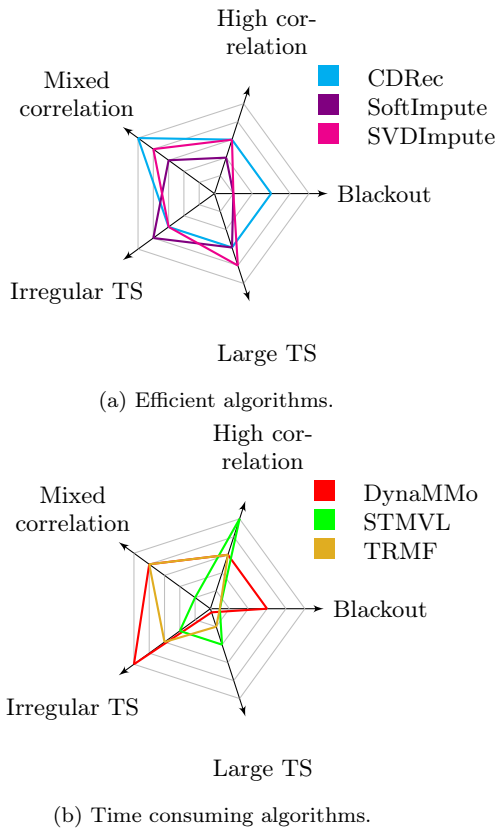 High cor-
relation
CDRec
SoftImpute
SVDImpute
Mixed
correlation
Blackout
Irregular TS
Large TS
(a) Efficient algorithms.
High cor-
relation
DynaMMo
STMVL
TRMF
Mixed
correlation
Blackout
Irregular TS
Large TS
(b) Time consuming algorithms.